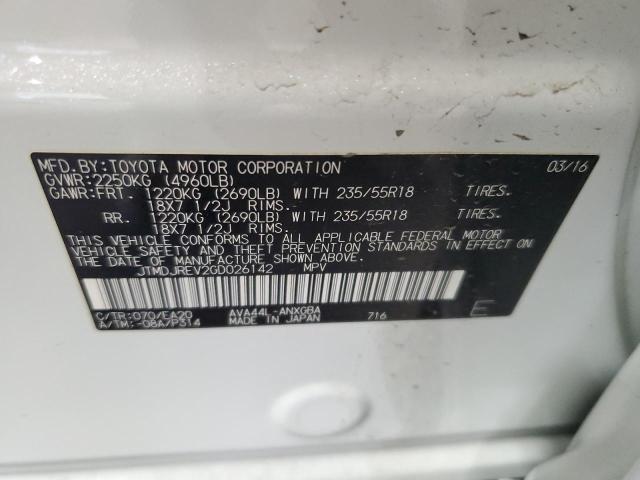 MFD.BY:TOYOTA MOTOR CORPORATION 03/16
GVWR:2250KG (4960LB)
GAWR:FRT. 1220KG (2690LB) WITH 235/55R18 TIRES.
18X7 1/2J RIMS.
RR. 1220KG (2690LB) WITH 235/55R18 TIRES.
18X7 1/2J RIMS.
THIS VEHICLE CONFORMS TO ALL APPLICABLE FEDERAL MOTOR
VEHICLE SAFETY AND THEFT PREVENTION STANDARDS IN EFFECT
ON THE DATE OF MANUFACTURE SHOWN ABOVE.
JTMDJREV2GD026142 MPV
C/TR:070/EA20 AVA44L-ANXGBA
A/TM:-08A/P314 MADE IN JAPAN 716 E